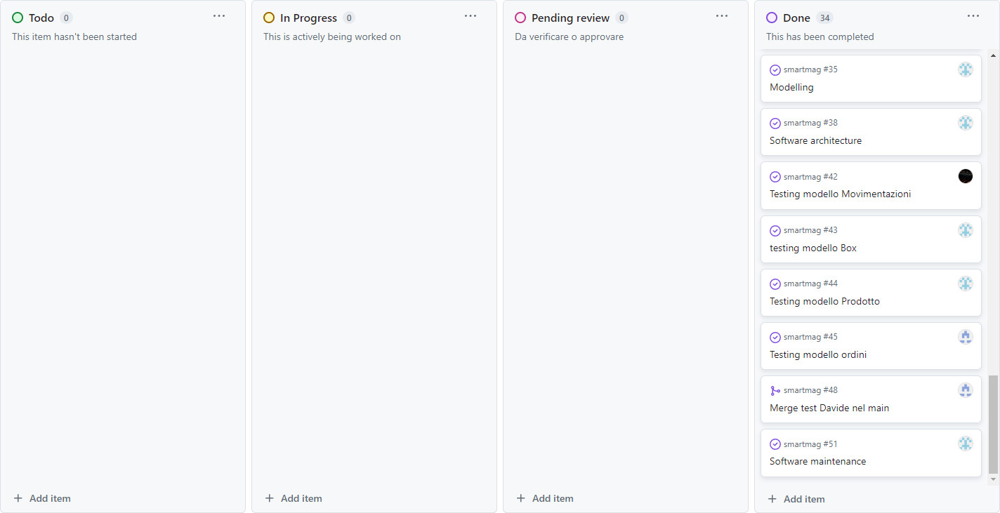 Todo 0
This item hasn't been started
Add item
In Progress 0
This is actively being worked on
Add item
Pending review 0
Da verificare o approvare
Add item
Done 34
This has been completed
smartmag #35
Modelling
smartmag #38
Software architecture
smartmag #42
Testing modello Movimentazioni
smartmag #43
testing modello Box
smartmag #44
Testing modello Prodotto
smartmag #45
Testing modello ordini
smartmag #48
Merge test Davide nel main
smartmag #51
Software maintenance
Add item